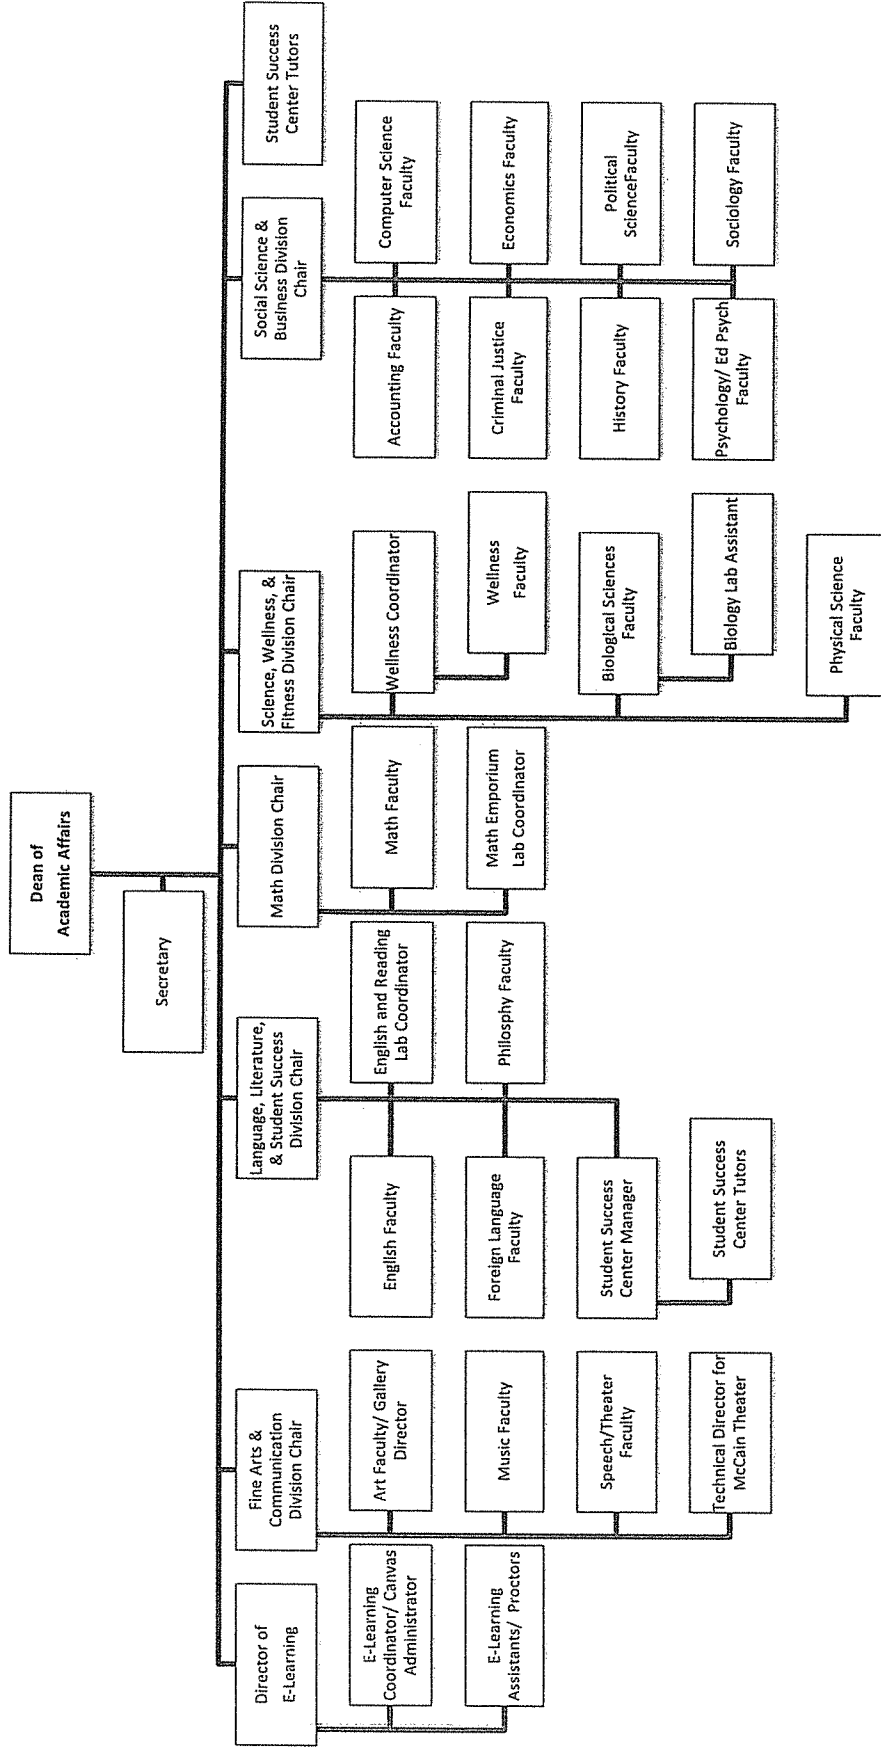 Dean of
Academic Affairs
Secretary
Director of
E-Learning
E-Learning
Coordinator/ Canvas
Administrator
E-Learning
Assistants/ Proctors
Fine Arts &
Communication
Division Chair
Art Faculty/ Gallery
Director
Music Faculty
Speech/Theater
Faculty
Technical Director for
McCain Theater
Language, Literature,
& Student Success
Division Chair
English Faculty
English and Reading
Lab Coordinator
Foreign Language
Faculty
Philosphy Faculty
Student Success
Center Manager
Student Success
Center Tutors
Math Division Chair
Math Faculty
Math Emporium
Lab Coordinator
Science, Wellness, &
Fitness Division Chair
Wellness Coordinator
Wellness
Faculty
Biological Sciences
Faculty
Biology Lab Assistant
Physical Science
Faculty
Social Science &
Business Division
Chair
Accounting Faculty
Computer Science
Faculty
Criminal Justice
Faculty
Economics Faculty
History Faculty
Political
ScienceFaculty
Psychology/ Ed Psych
Faculty
Sociology Faculty
Student Success
Center Tutors